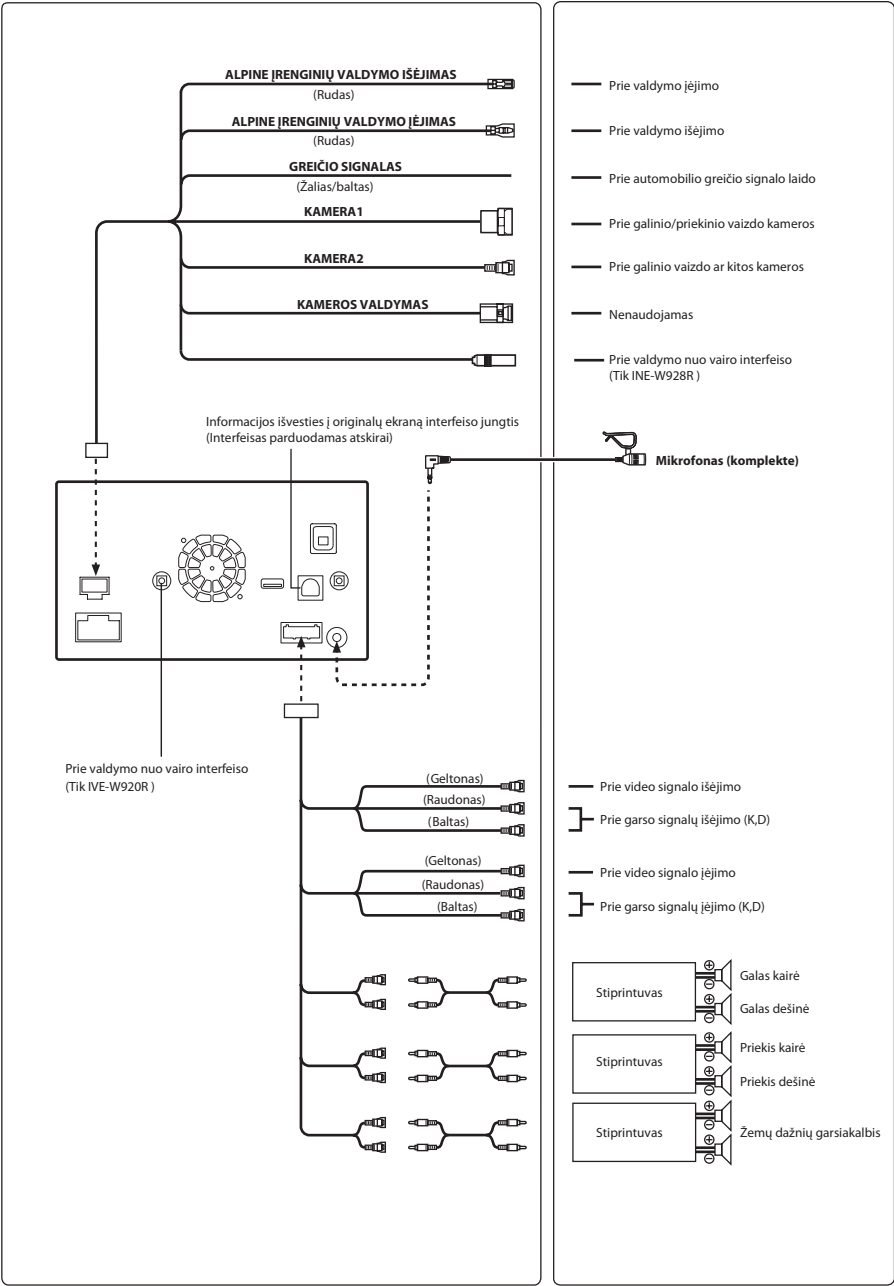 ALPINE ĮRENGINIŲ VALDYMO IŠĖJIMAS
(Rudas)
Prie valdymo įėjimo
ALPINE ĮRENGINIŲ VALDYMO ĮĖJIMAS
(Rudas)
Prie valdymo išėjimo
GREIČIO SIGNALAS
(Žalias/baltas)
Prie automobilio greičio signalo laido
KAMERA1
Prie galinio/priekinio vaizdo kameros
KAMERA2
Prie galinio vaizdo ar kitos kameros
KAMEROS VALDYMAS
Nenaudojamas
Prie valdymo nuo vairo interfeiso
(Tik INE-W928R )
Informacijos išvesties į originalų ekraną interfeiso jungtis
(Interfeisas parduodamas atskirai)
Mikrofonas (komplekte)
Prie valdymo nuo vairo interfeiso
(Tik IVE-W920R )
(Geltonas)
Prie video signalo išėjimo
(Raudonas)
(Baltas)
Prie garso signalų išėjimo (K,D)
(Geltonas)
Prie video signalo įėjimo
(Raudonas)
(Baltas)
Prie garso signalų įėjimo (K,D)
Stiprintuvas
Galas kairė
Galas dešinė
Stiprintuvas
Priekis kairė
Priekis dešinė
Stiprintuvas
Žemų dažnių garsiakalbis